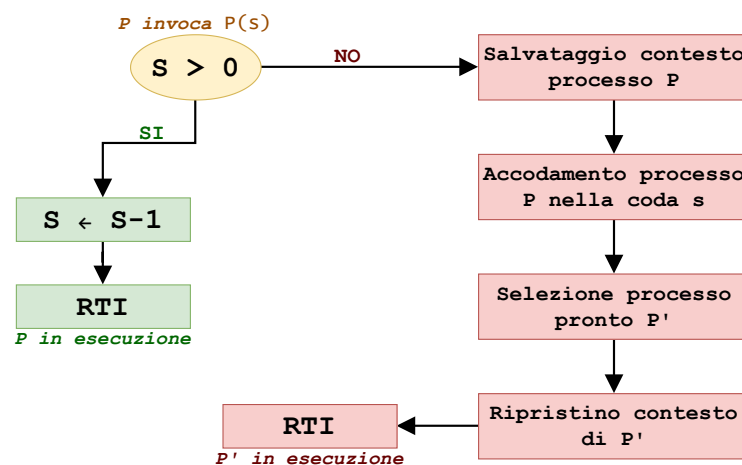 P invoca P(s)
S > 0
NO
SI
S ← S-1
RTI
P in esecuzione
Salvataggio contesto
processo P
Accodamento processo
P nella coda s
Selezione processo
pronto P'
Ripristino contesto
di P'
RTI
P' in esecuzione